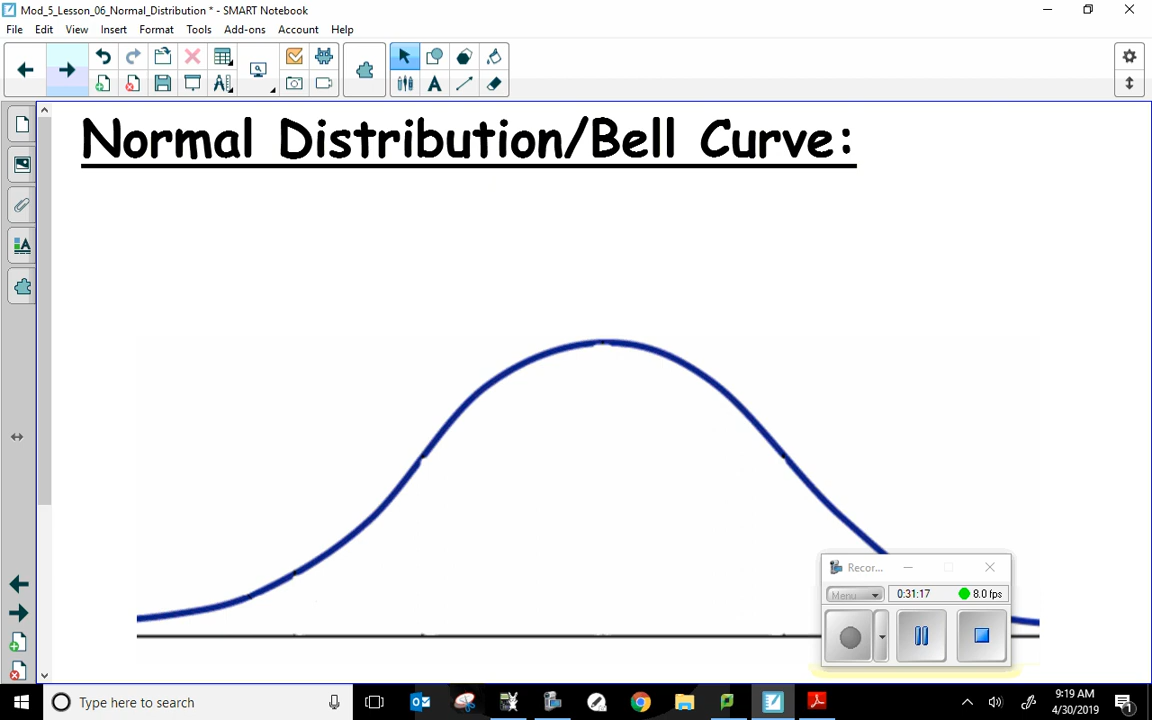 Mod_5_Lesson_06_Normal_Distribution * - SMART Notebook
File Edit View Insert Format Tools Add-ons Account Help
Normal Distribution/Bell Curve:
Recor...
Menu 0:31:17 8.0 fps
Type here to search
9:19 AM
4/30/2019
1